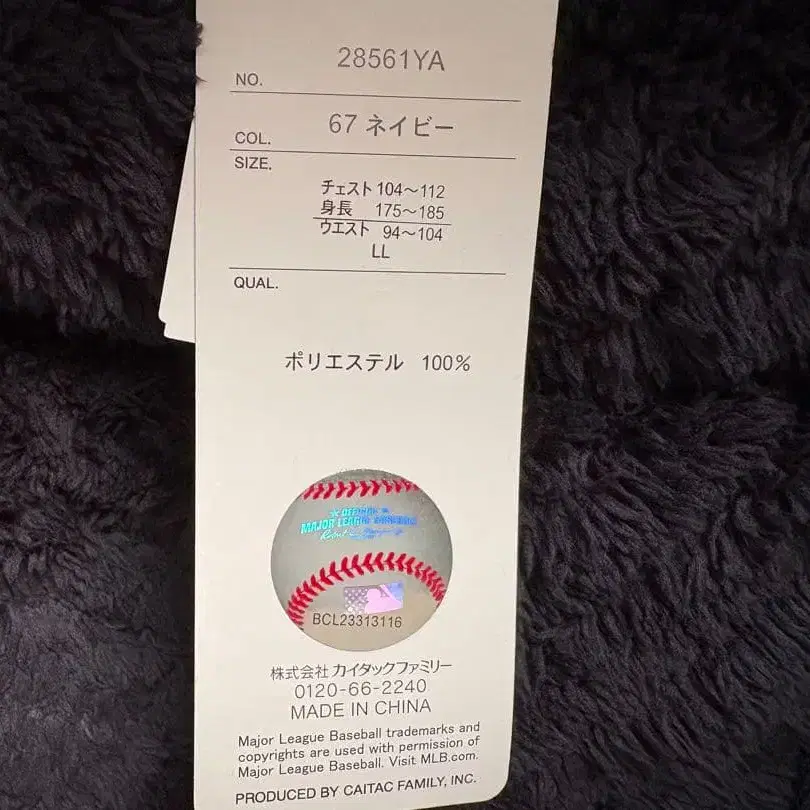 28561YA
NO.
67 ネイビー
COL.
SIZE.
チェスト 104～112
身長 175～185
ウエスト 94～104
LL
QUAL.
ポリエステル 100%
★ OFFICIAL ★
MAJOR LEAGUE BASEBALL
BCL23313116
株式会社 カイタックファミリー
0120-66-2240
MADE IN CHINA
Major League Baseball trademarks and
copyrights are used with permission of
Major League Baseball. Visit MLB.com.
PRODUCED BY CAITAC FAMILY, INC.